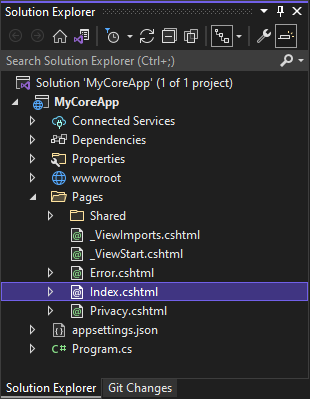 Solution Explorer
Search Solution Explorer (Ctrl+;)
Solution 'MyCoreApp' (1 of 1 project)
MyCoreApp
Connected Services
Dependencies
Properties
wwwroot
Pages
Shared
_ViewImports.cshtml
_ViewStart.cshtml
Error.cshtml
Index.cshtml
Privacy.cshtml
appsettings.json
C# Program.cs
Solution Explorer Git Changes